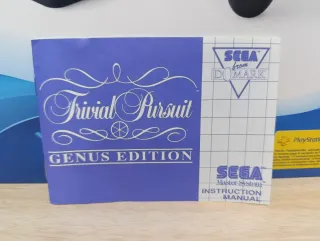 Trivial Pursuit
GENUS EDITION
SEGA
from
DOMARK
SEGA
Master System
INSTRUCTION
MANUAL
PlayStation